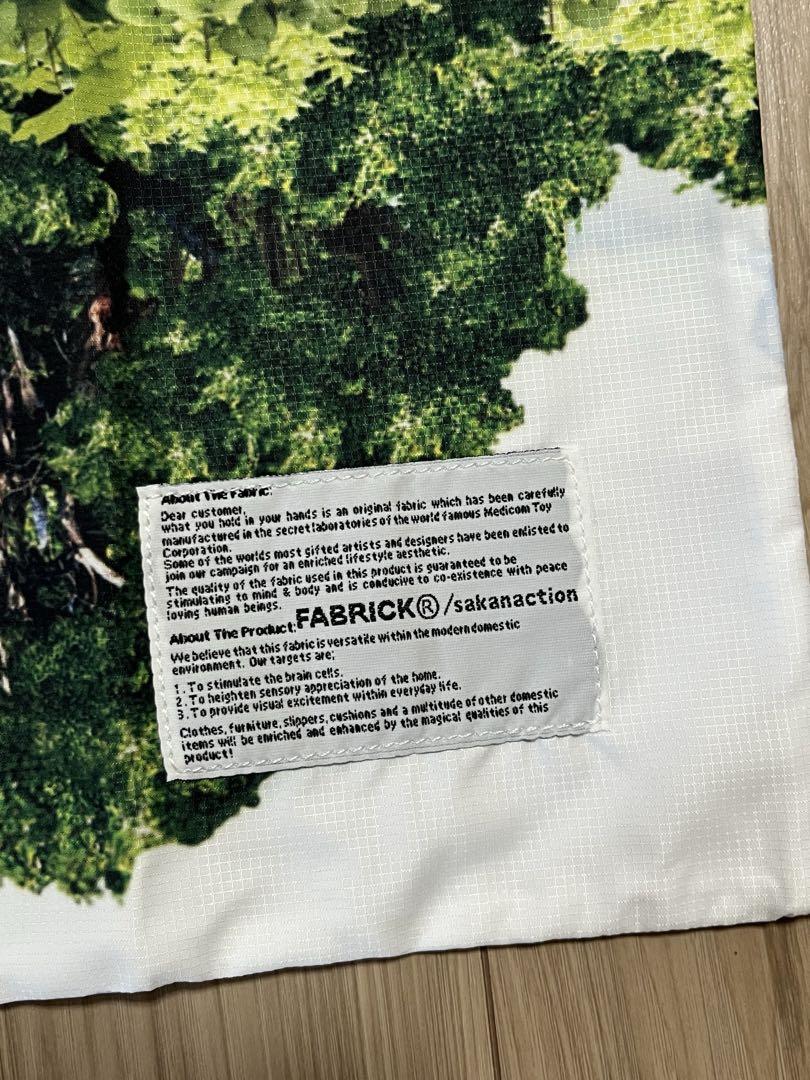 About The Fabric:
Dear customer,
what you hold in your hands is an original fabric which has been carefully
manufactured in the secret laboratories of the world famous Medicom Toy
Corporation.
Some of the worlds most gifted artists and designers have been enlisted to
join our campaign for an enriched lifestyle aesthetic.
The quality of the fabric used in this product is guaranteed to be
stimulating to mind & body and is conducive to co-existence with peace
loving human beings.
FABRICK®/sakanaction
About The Product:
We believe that this fabric is versatile within the modern domestic
environment. Our targets are;
1. To stimulate the brain cells.
2. To heighten sensory appreciation of the home.
3. To provide visual excitement within everyday life.
Clothes, furniture, slippers, cushions and a multitude of other domestic
items will be enriched and enhanced by the magical qualities of this
product!